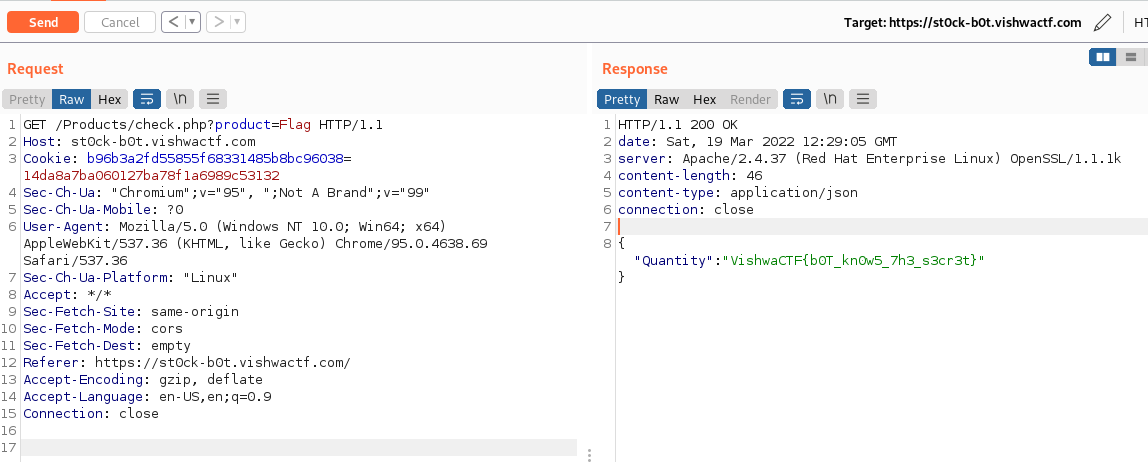 Send Cancel < > Target: https://st0ck-b0t.vishwactf.com
Request
Pretty Raw Hex \n
1 GET /Products/check.php?product=Flag HTTP/1.1
2 Host: st0ck-b0t.vishwactf.com
3 Cookie: b96b3a2fd55855f68331485b8bc96038=
14da8a7ba060127ba78f1a6989c53132
4 Sec-Ch-Ua: "Chromium";v="95", ";Not A Brand";v="99"
5 Sec-Ch-Ua-Mobile: ?0
6 User-Agent: Mozilla/5.0 (Windows NT 10.0; Win64; x64)
AppleWebKit/537.36 (KHTML, like Gecko) Chrome/95.0.4638.69
Safari/537.36
7 Sec-Ch-Ua-Platform: "Linux"
8 Accept: */*
9 Sec-Fetch-Site: same-origin
10 Sec-Fetch-Mode: cors
11 Sec-Fetch-Dest: empty
12 Referer: https://st0ck-b0t.vishwactf.com/
13 Accept-Encoding: gzip, deflate
14 Accept-Language: en-US,en;q=0.9
15 Connection: close
16
17
Response
Pretty Raw Hex Render \n
1 HTTP/1.1 200 OK
2 date: Sat, 19 Mar 2022 12:29:05 GMT
3 server: Apache/2.4.37 (Red Hat Enterprise Linux) OpenSSL/1.1.1k
4 content-length: 46
5 content-type: application/json
6 connection: close
7
8 {
"Quantity":"VishwaCTF{b0T_kn0w5_7h3_s3cr3t}"
}